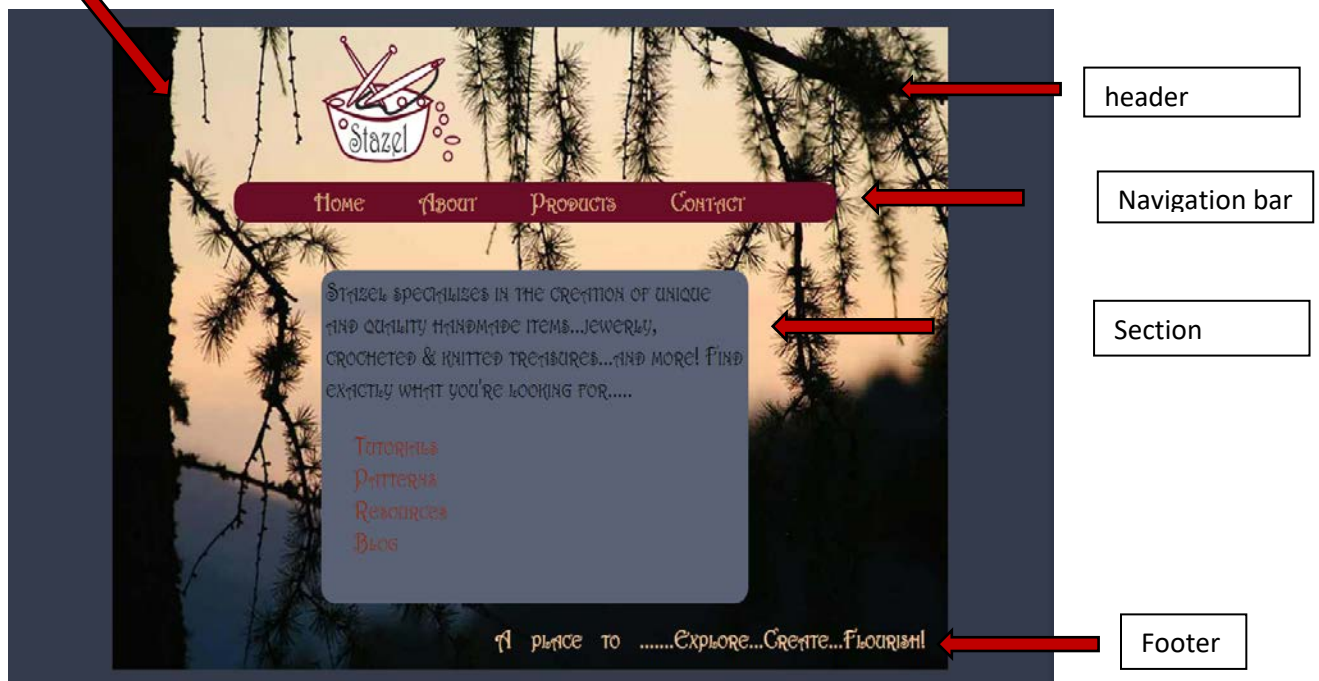 header
Stazel
Navigation bar
Home About Products Contact
Stazel specializes in the creation of unique
and quality handmade items...jewerly,
crocheted & knitted treasures...and more! Find
exactly what you're looking for.....
Section
Tutorials
Patterns
Resources
Blog
A place to .......Explore...Create...Flourish!
Footer